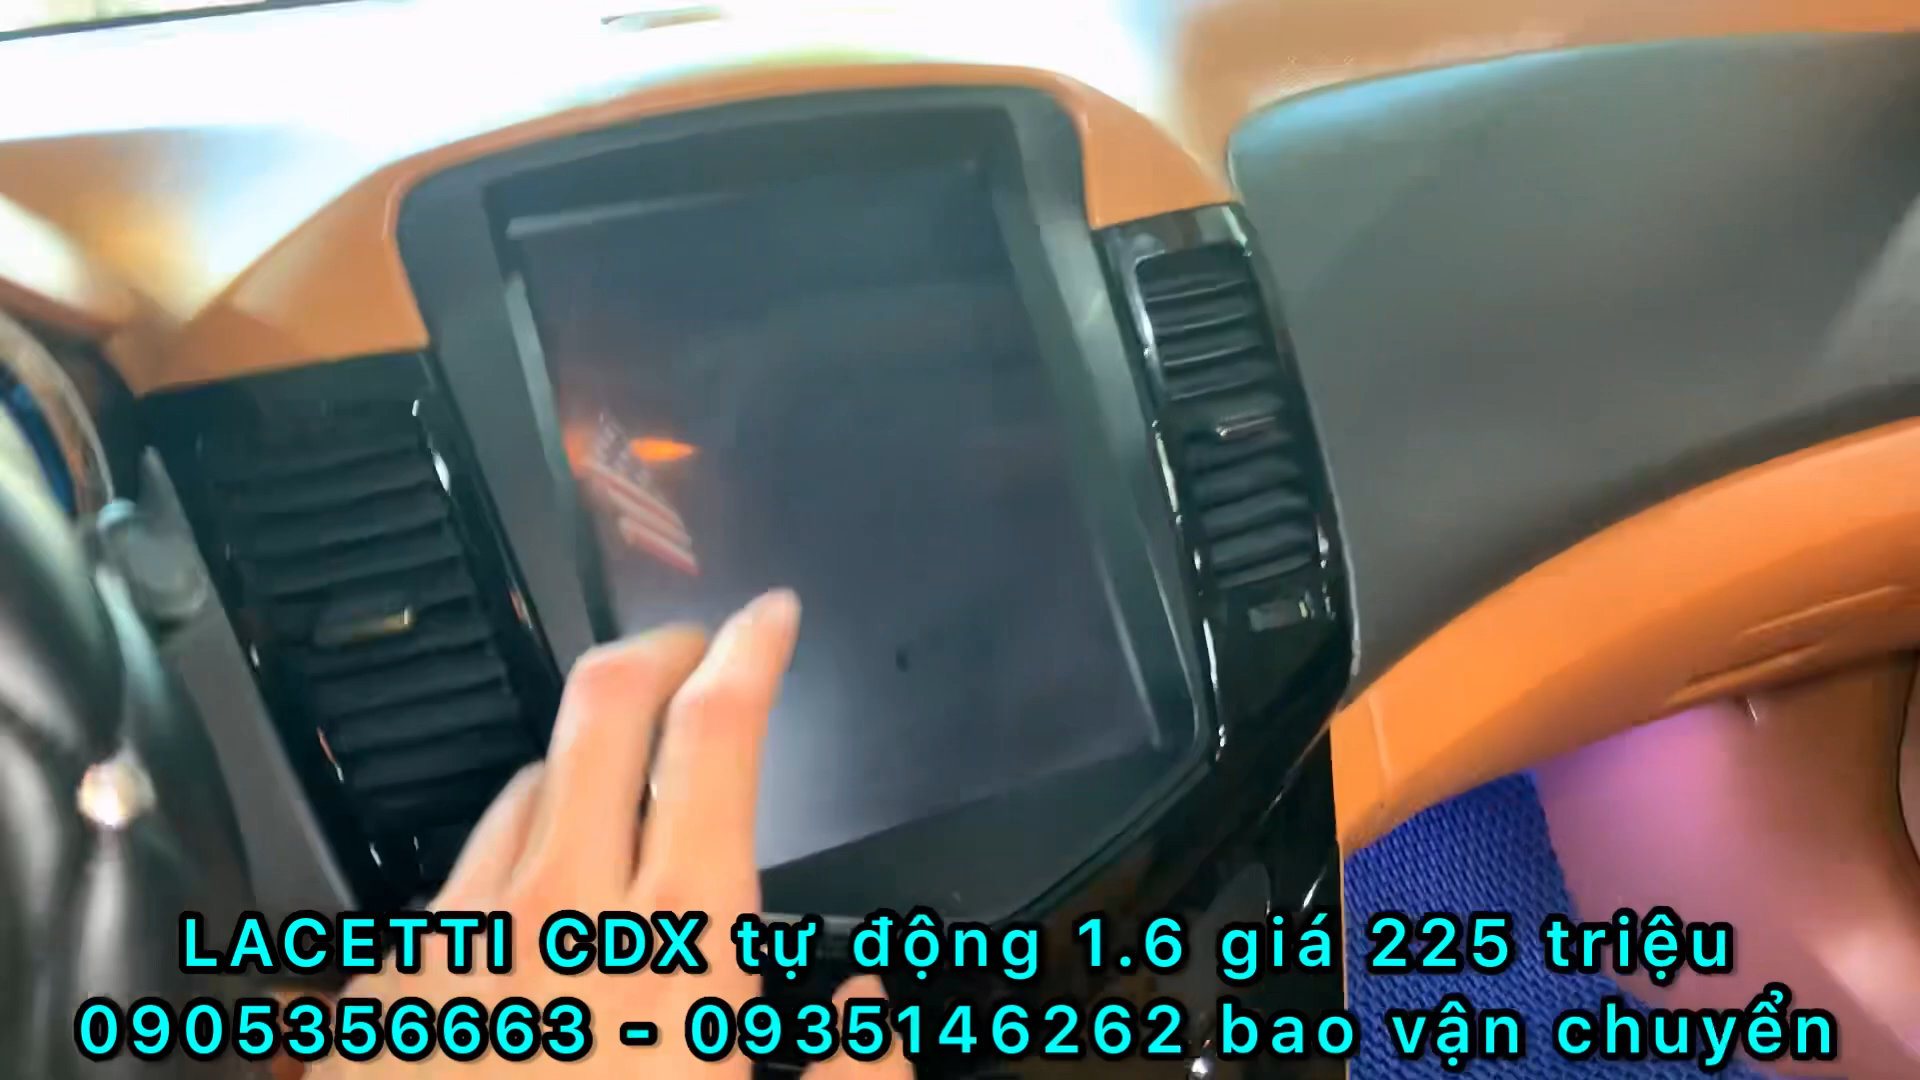 LACETTI CDX tự động 1.6 giá 225 triệu
0905356663 - 0935146262 bao vận chuyển